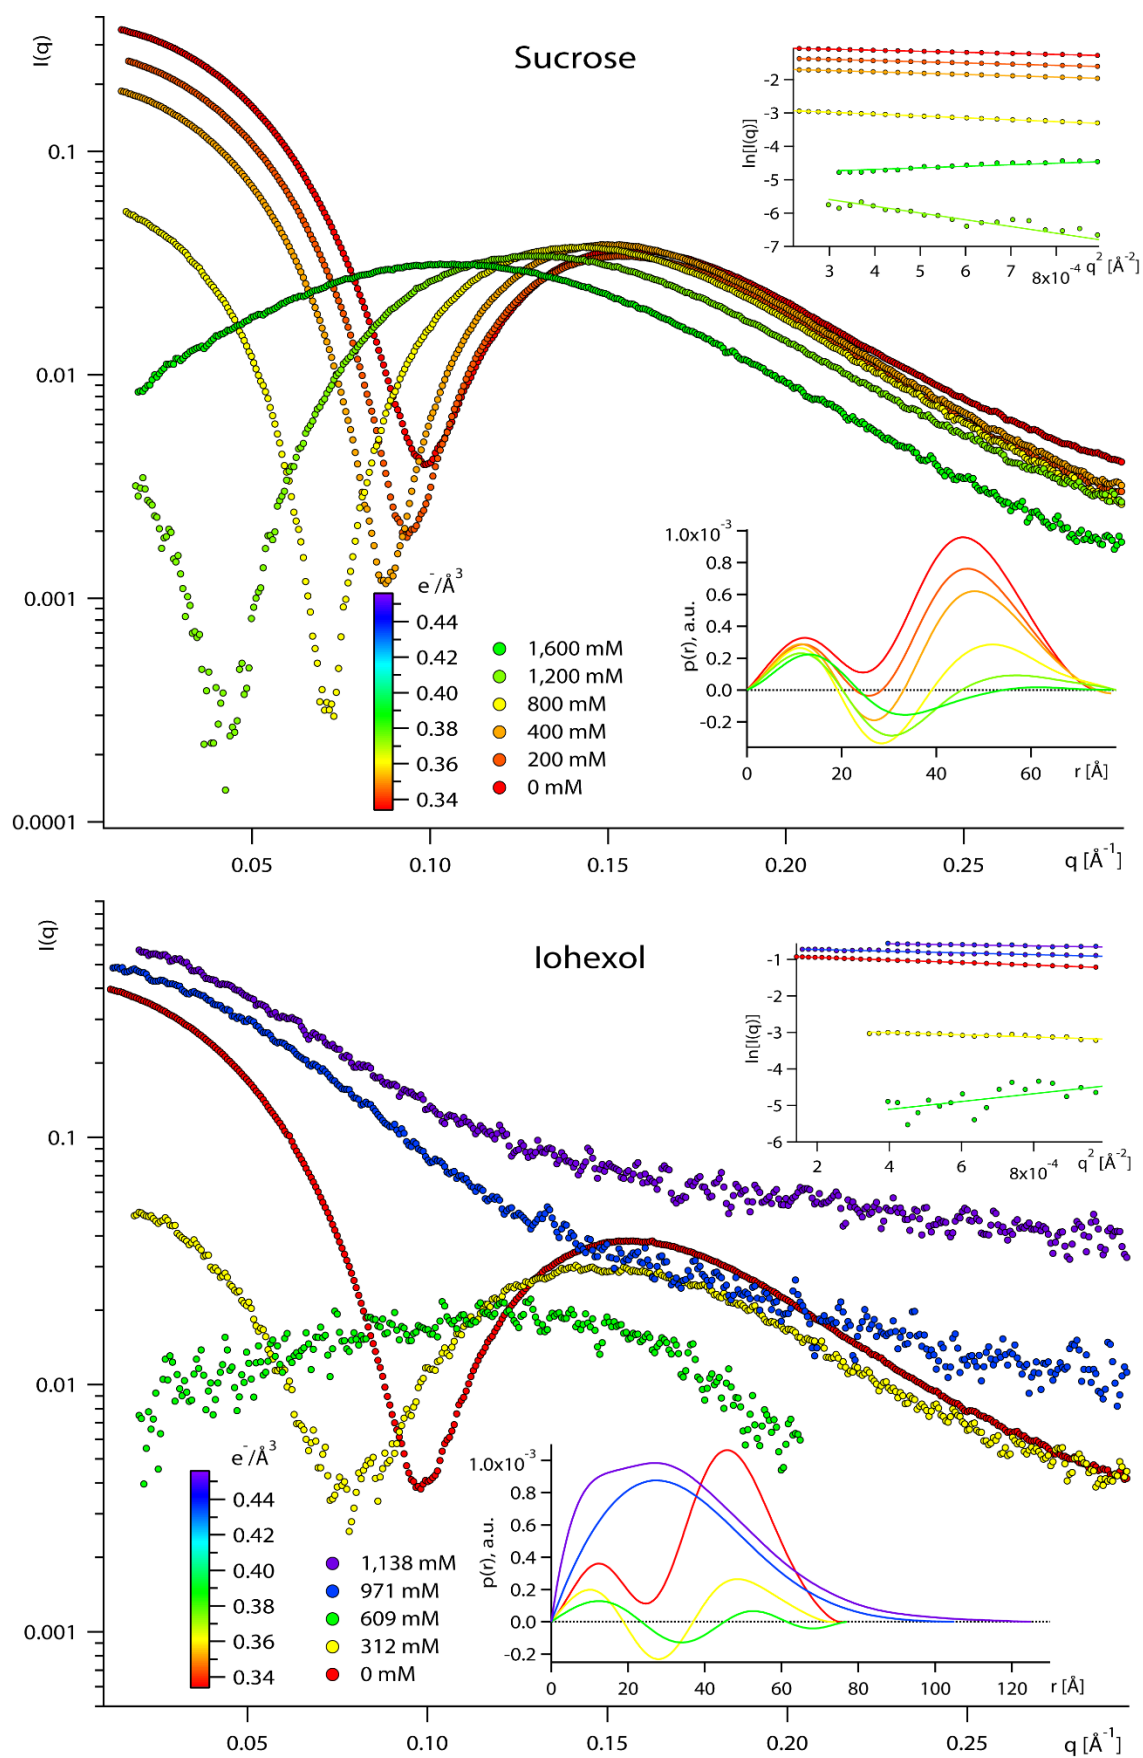 Sucrose
I(q)
0.1
0.01
0.001
0.0001
0.05
0.10
0.15
0.20
0.25
q [Å⁻¹]
ln[I(q)]
-2
-3
-4
-5
-6
-7
3
4
5
6
7
8x10⁻⁴
q² [Å⁻²]
e⁻/Å³
0.44
0.42
0.40
0.38
0.36
0.34
1,600 mM
1,200 mM
800 mM
400 mM
200 mM
0 mM
p(r), a.u.
1.0x10⁻³
0.8
0.6
0.4
0.2
0.0
-0.2
0
20
40
60
r [Å]
Iohexol
I(q)
0.1
0.01
0.001
0.05
0.10
0.15
0.20
0.25
q [Å⁻¹]
ln[I(q)]
-1
-2
-3
-4
-5
-6
2
4
6
8x10⁻⁴
q² [Å⁻²]
e⁻/Å³
0.44
0.42
0.40
0.38
0.36
0.34
1,138 mM
971 mM
609 mM
312 mM
0 mM
p(r), a.u.
1.0x10⁻³
0.8
0.6
0.4
0.2
0.0
-0.2
0
20
40
60
80
100
120
r [Å]